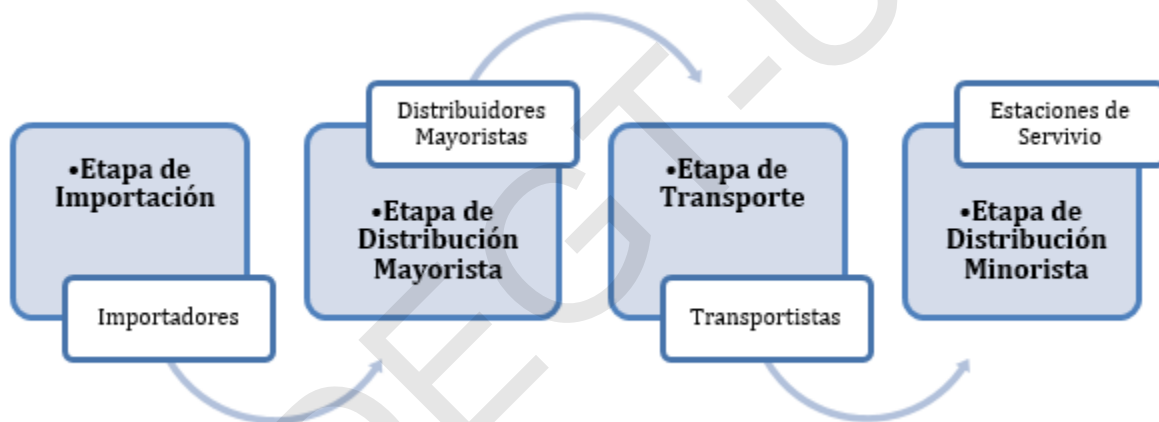 •Etapa de
Importación
Importadores
Distribuidores
Mayoristas
•Etapa de
Distribución
Mayorista
•Etapa de
Transporte
Transportistas
Estaciones de
Servivio
•Etapa de
Distribución
Minorista